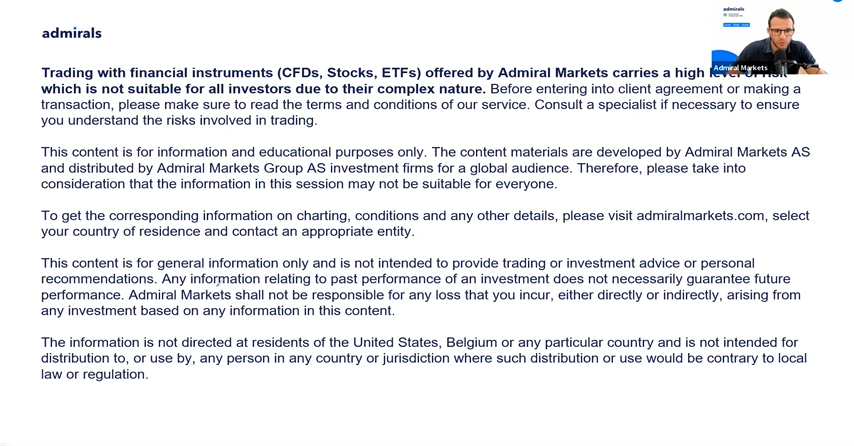 admirals
admirals
Admiral Markets
Trading with financial instruments (CFDs, Stocks, ETFs) offered by Admiral Markets carries a high level of risk
which is not suitable for all investors due to their complex nature. Before entering into client agreement or making a
transaction, please make sure to read the terms and conditions of our service. Consult a specialist if necessary to ensure
you understand the risks involved in trading.
This content is for information and educational purposes only. The content materials are developed by Admiral Markets AS
and distributed by Admiral Markets Group AS investment firms for a global audience. Therefore, please take into
consideration that the information in this session may not be suitable for everyone.
To get the corresponding information on charting, conditions and any other details, please visit admiralmarkets.com, select
your country of residence and contact an appropriate entity.
This content is for general information only and is not intended to provide trading or investment advice or personal
recommendations. Any information relating to past performance of an investment does not necessarily guarantee future
performance. Admiral Markets shall not be responsible for any loss that you incur, either directly or indirectly, arising from
any investment based on any information in this content.
The information is not directed at residents of the United States, Belgium or any particular country and is not intended for
distribution to, or use by, any person in any country or jurisdiction where such distribution or use would be contrary to local
law or regulation.